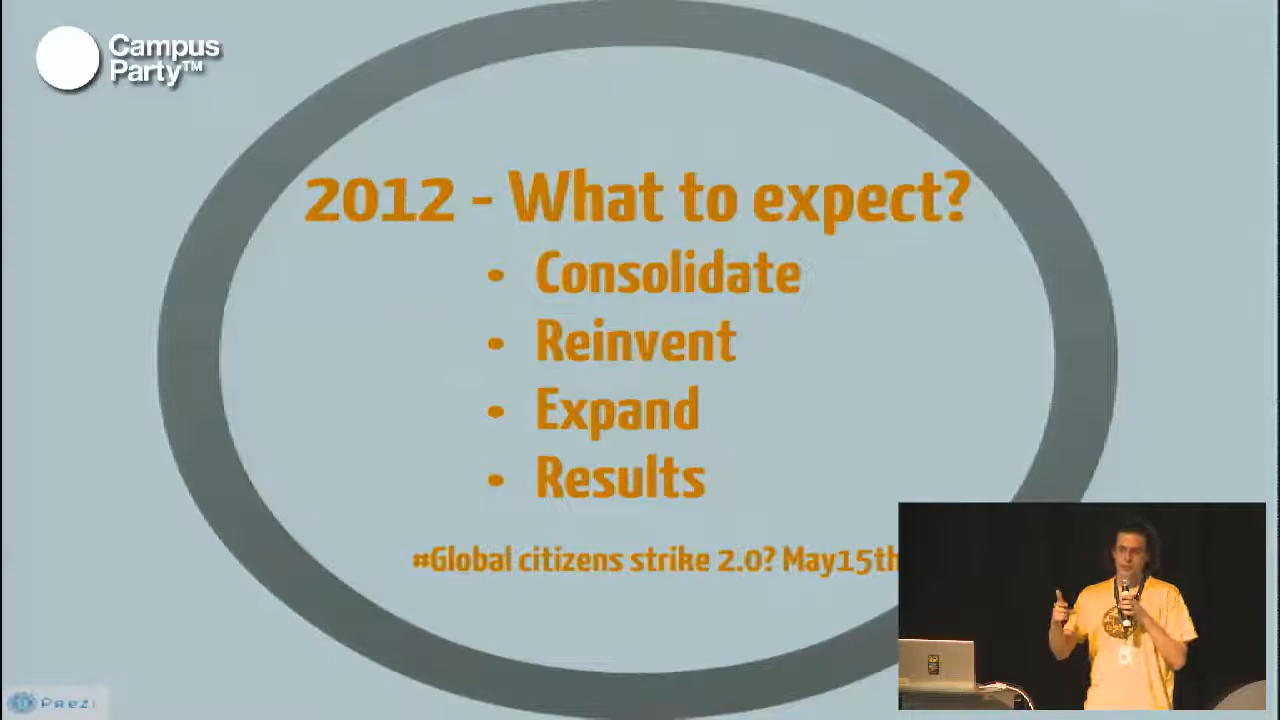 Campus
Party™
2012 - What to expect?
• Consolidate
• Reinvent
• Expand
• Results
#Global citizens strike 2.0? May15th
Prezi